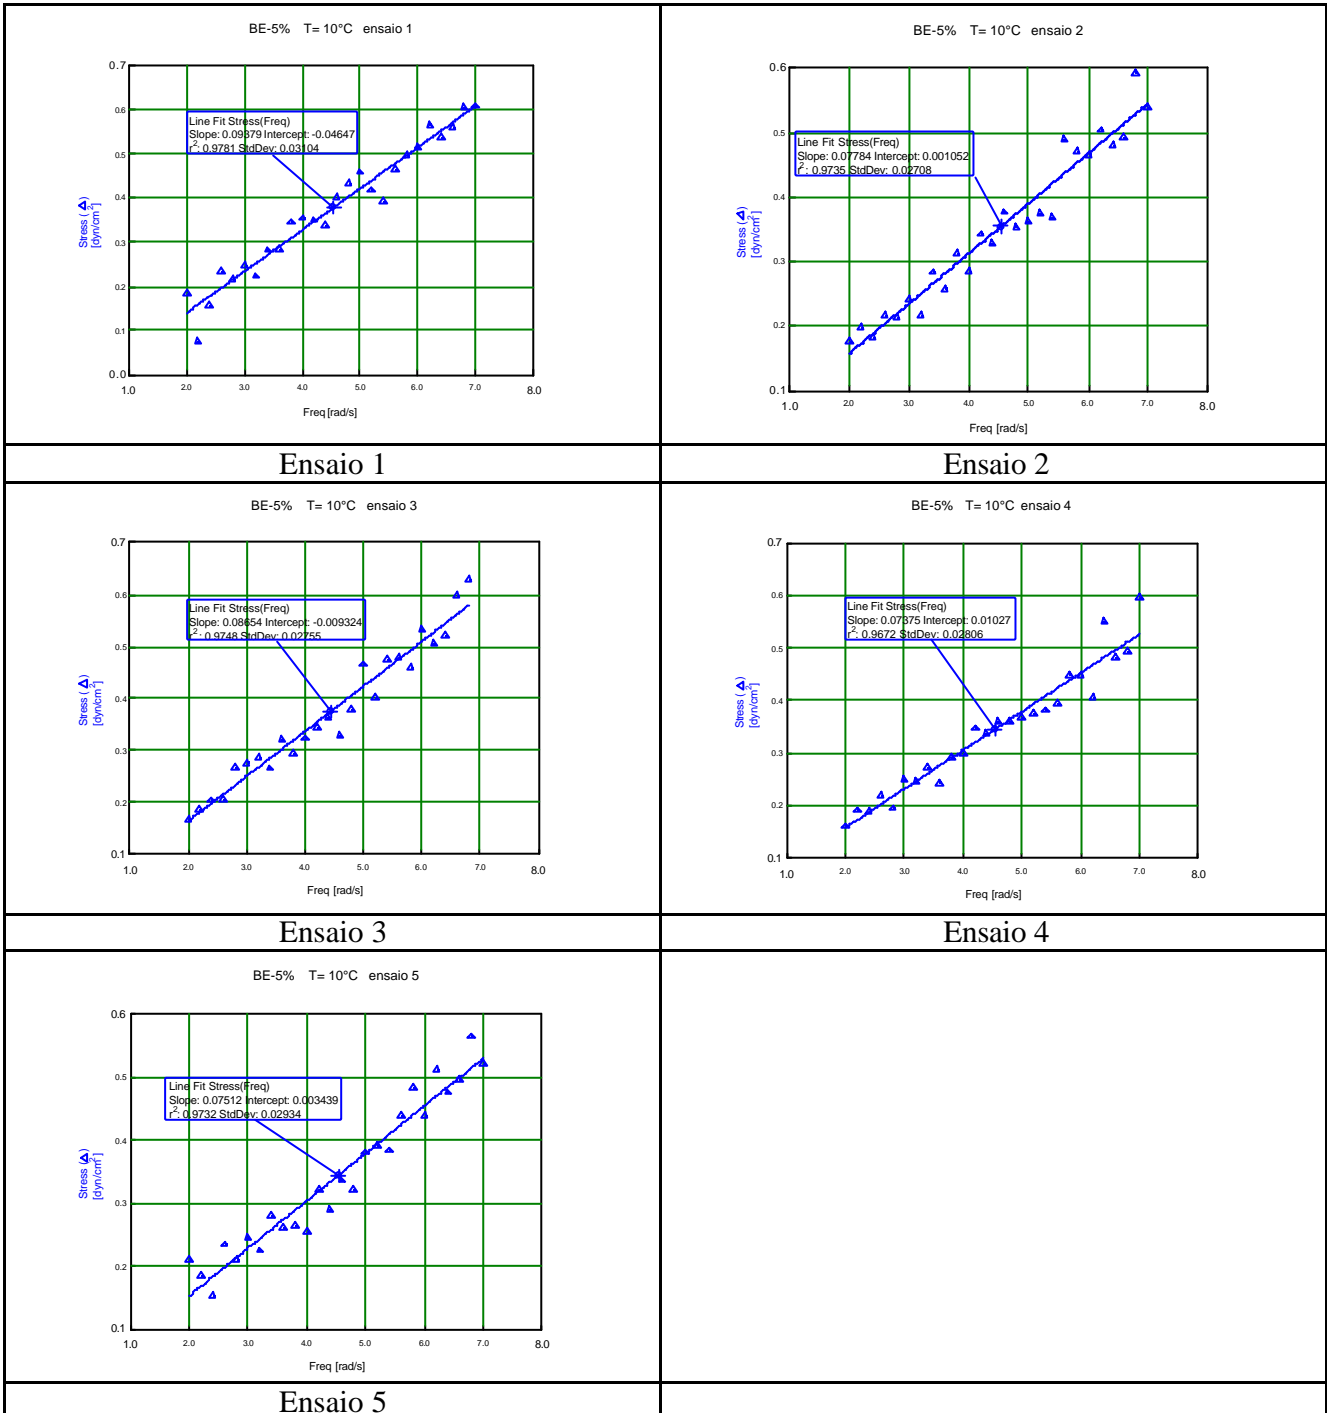 BE-5% T= 10°C ensaio 1
0.7
0.6
0.5
0.4
0.3
0.2
0.1
0.0
Stress (Δ)
[dyn/cm²]
Line Fit Stress(Freq)
Slope: 0.09379 Intercept: -0.04647
r²: 0.9781 StdDev: 0.03104
1.0 2.0 3.0 4.0 5.0 6.0 7.0 8.0
Freq [rad/s]
Ensaio 1
BE-5% T= 10°C ensaio 2
0.6
0.5
0.4
0.3
0.2
0.1
Stress (Δ)
[dyn/cm²]
Line Fit Stress(Freq)
Slope: 0.07784 Intercept: 0.001052
r²: 0.9735 StdDev: 0.02708
1.0 2.0 3.0 4.0 5.0 6.0 7.0 8.0
Freq [rad/s]
Ensaio 2
BE-5% T= 10°C ensaio 3
0.7
0.6
0.5
0.4
0.3
0.2
0.1
Stress (Δ)
[dyn/cm²]
Line Fit Stress(Freq)
Slope: 0.08654 Intercept: -0.009324
r²: 0.9748 StdDev: 0.02755
1.0 2.0 3.0 4.0 5.0 6.0 7.0 8.0
Freq [rad/s]
Ensaio 3
BE-5% T= 10°C ensaio 4
0.7
0.6
0.5
0.4
0.3
0.2
0.1
Stress (Δ)
[dyn/cm²]
Line Fit Stress(Freq)
Slope: 0.07375 Intercept: 0.01027
r²: 0.9672 StdDev: 0.02806
1.0 2.0 3.0 4.0 5.0 6.0 7.0 8.0
Freq [rad/s]
Ensaio 4
BE-5% T= 10°C ensaio 5
0.6
0.5
0.4
0.3
0.2
0.1
Stress (Δ)
[dyn/cm²]
Line Fit Stress(Freq)
Slope: 0.07512 Intercept: 0.003439
r²: 0.9732 StdDev: 0.02934
1.0 2.0 3.0 4.0 5.0 6.0 7.0 8.0
Freq [rad/s]
Ensaio 5